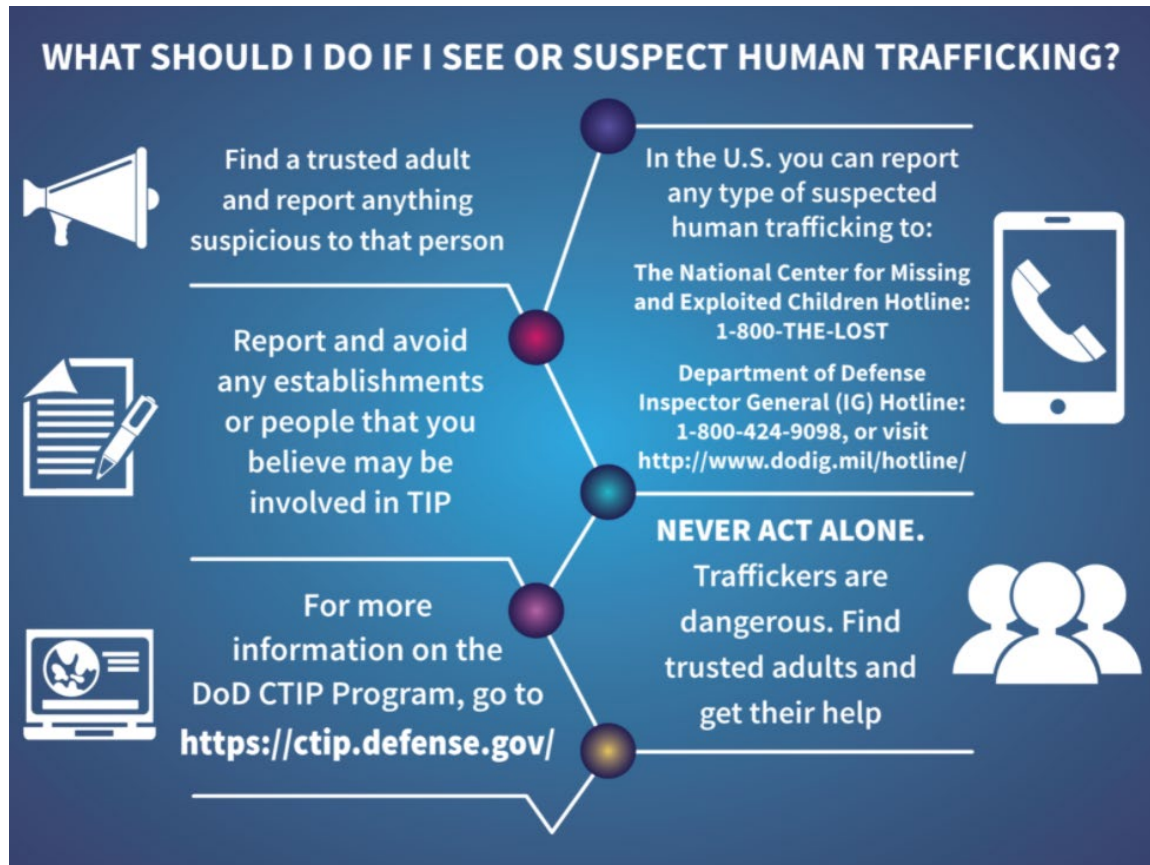 WHAT SHOULD I DO IF I SEE OR SUSPECT HUMAN TRAFFICKING?
Find a trusted adult
and report anything
suspicious to that person
In the U.S. you can report
any type of suspected
human trafficking to:
The National Center for Missing
and Exploited Children Hotline:
1-800-THE-LOST
Department of Defense
Inspector General (IG) Hotline:
1-800-424-9098, or visit
http://www.dodig.mil/hotline/
Report and avoid
any establishments
or people that you
believe may be
involved in TIP
NEVER ACT ALONE.
Traffickers are
dangerous. Find
trusted adults and
get their help
For more
information on the
DoD CTIP Program, go to
https://ctip.defense.gov/